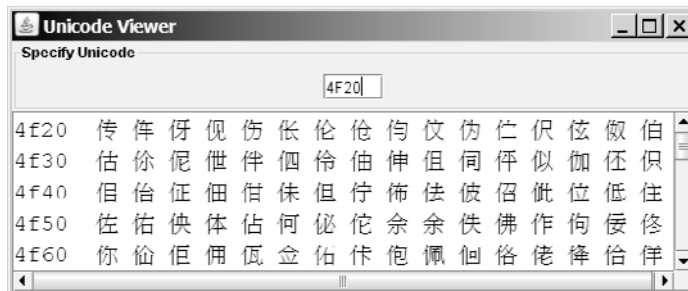 Unicode Viewer
Specify Unicode
4F20
4f20 传 伡 伢 伣 伤 伥 伦 伧 伨 伩 伪 伫 伬 伭 伮 伯
4f30 估 伱 伲 伳 伴 伵 伶 伷 伸 伹 伺 伻 似 伽 伾 伿
4f40 佀 佁 佂 佃 佄 佅 但 佇 佈 佉 佊 佋 佌 位 低 住
4f50 佐 佑 佒 体 佔 何 佖 佗 佘 余 佚 佛 作 佝 佞 佟
4f60 你 佡 佢 佣 佤 佥 佦 佧 佨 佩 佪 佫 佬 佭 佮 佯